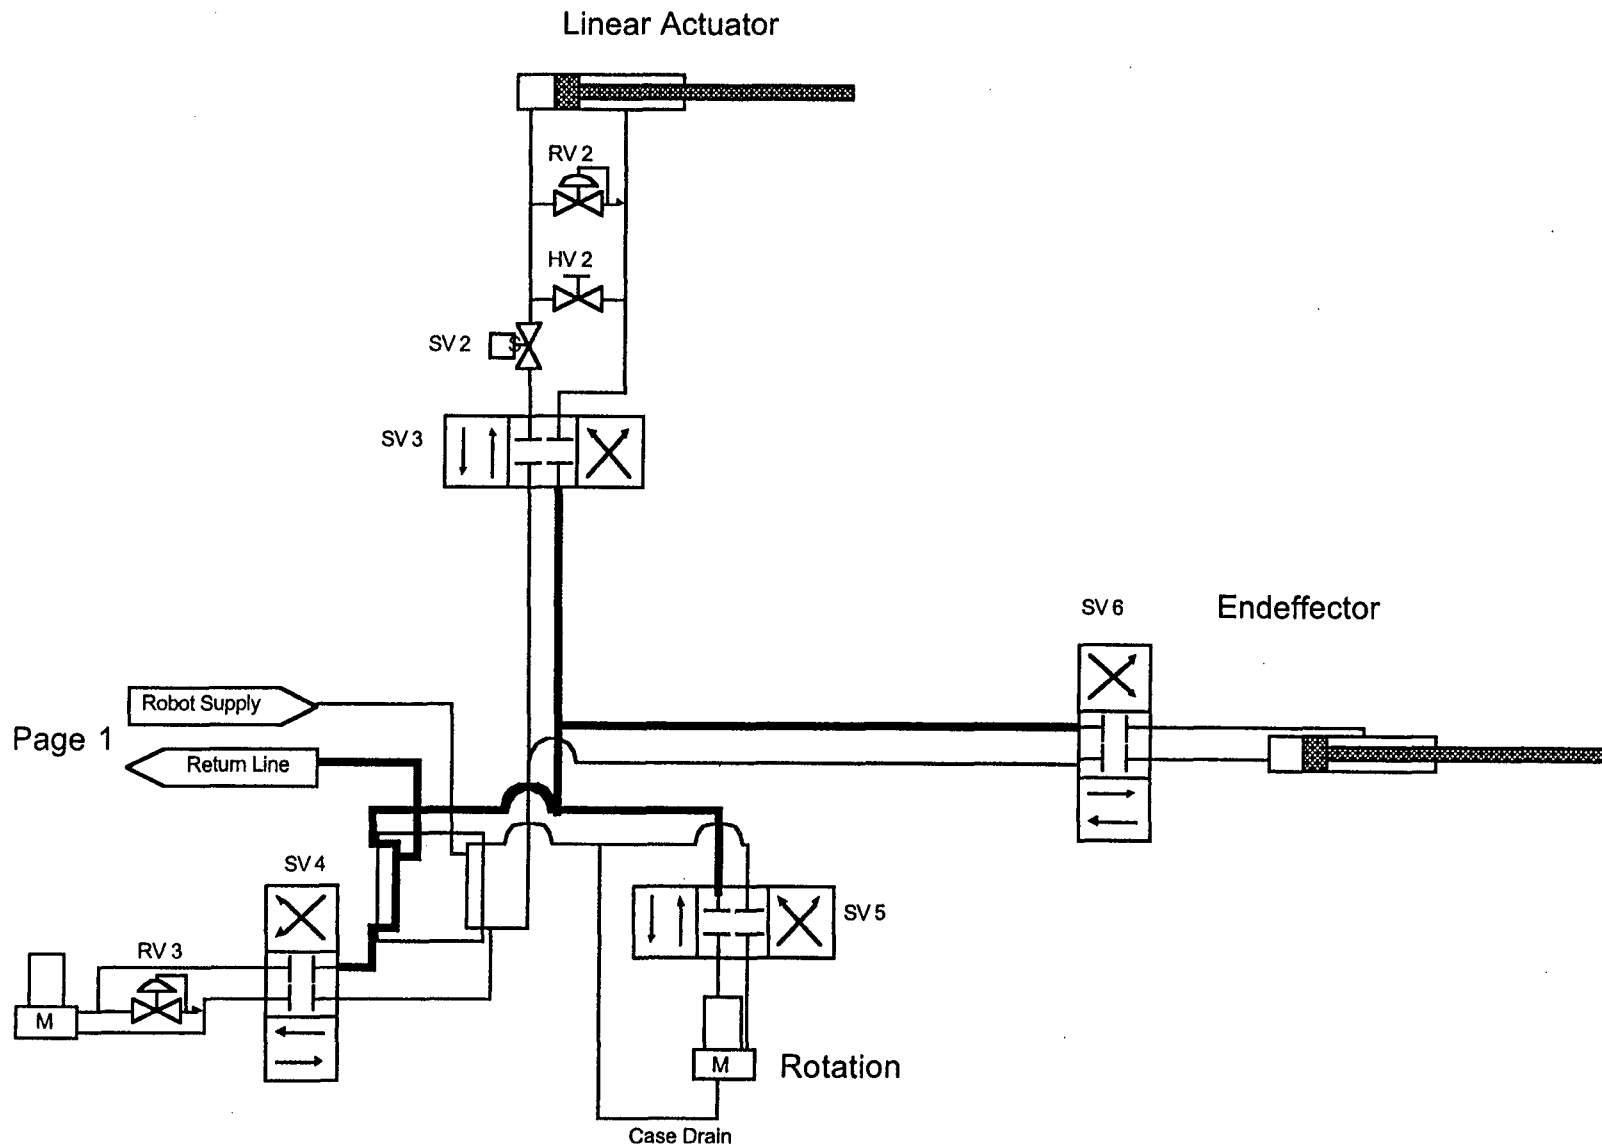 Linear Actuator
RV 2
HV 2
SV 2
S
SV 3
SV 6
Endeffector
Robot Supply
Page 1
Return Line
SV 4
SV 5
RV 3
M
M
Rotation
Case Drain